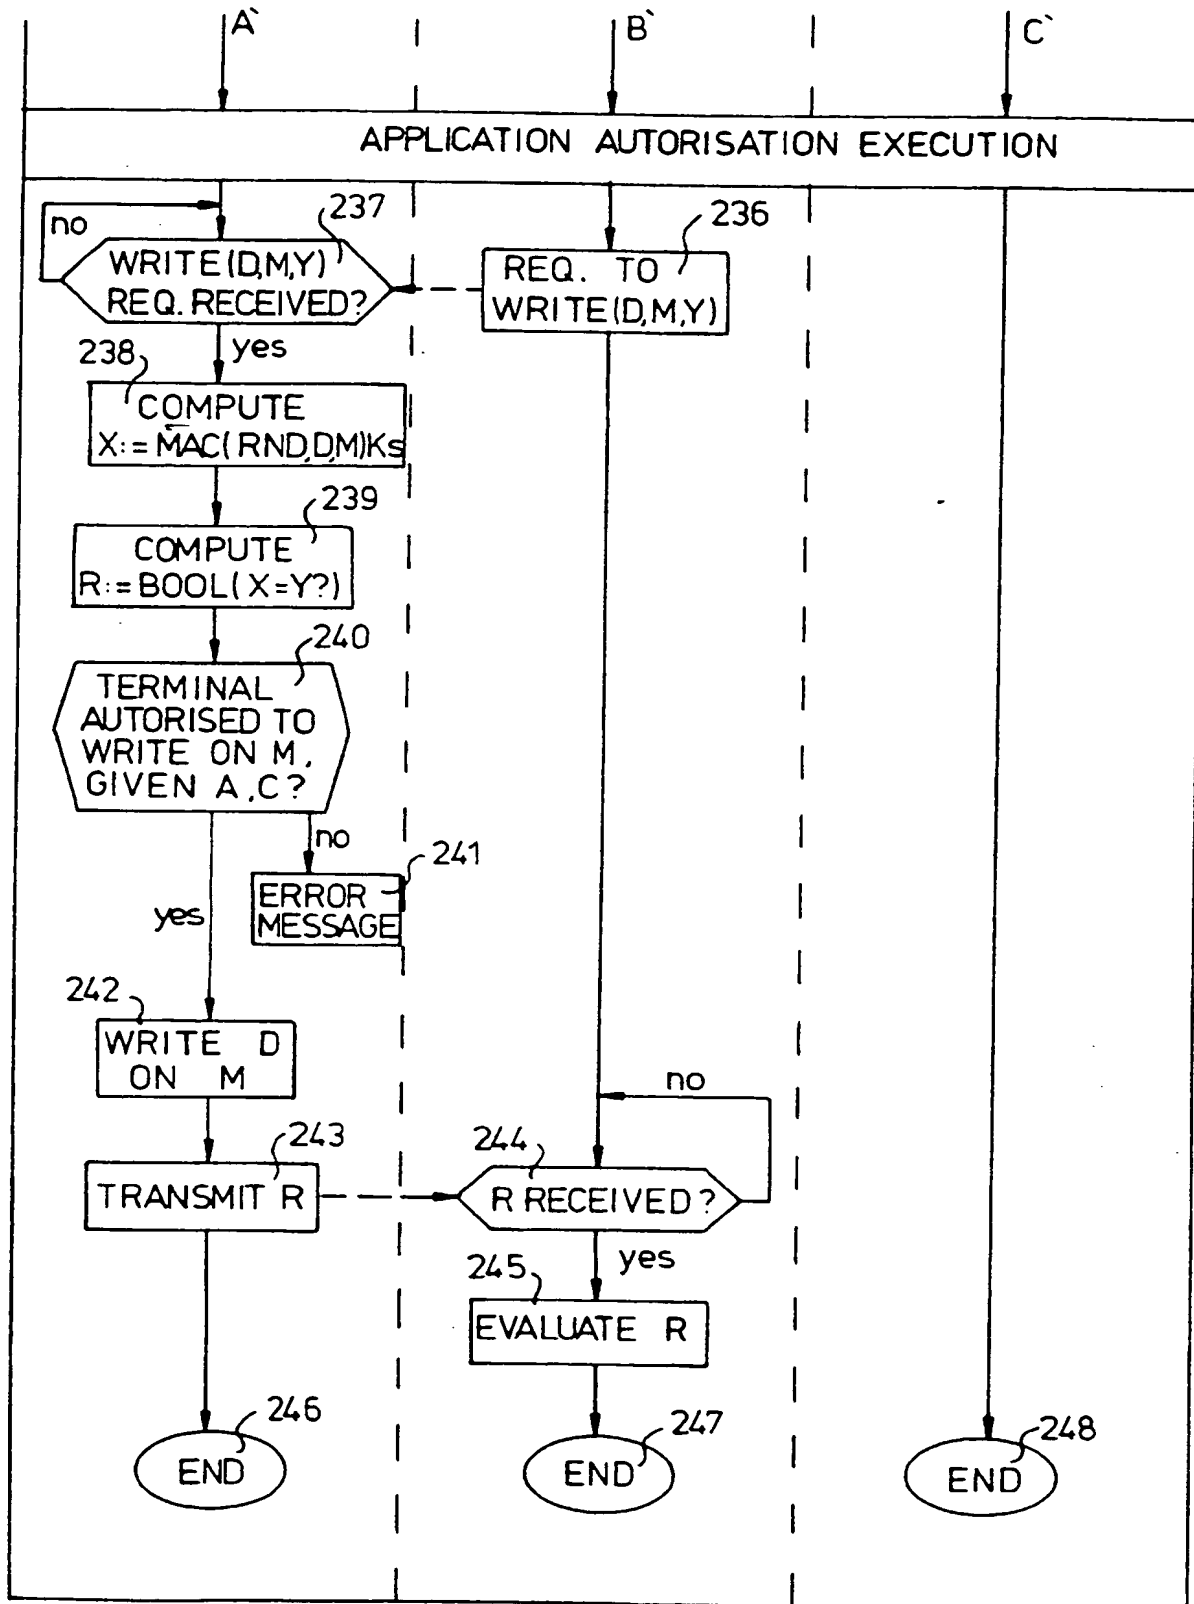 A` B` C`
APPLICATION AUTORISATION EXECUTION
no
237
236
WRITE(D,M,Y)
REQ. RECEIVED?
REQ. TO
WRITE(D,M,Y)
yes
238
COMPUTE
X:= MAC(RND,D,M)Ks
239
COMPUTE
R:= BOOL(X=Y?)
240
TERMINAL
AUTORISED TO
WRITE ON M,
GIVEN A,C?
no
241
ERROR
MESSAGE
yes
242
WRITE D
ON M
no
243
TRANSMIT R
244
R RECEIVED?
yes
245
EVALUATE R
246
END
247
END
248
END